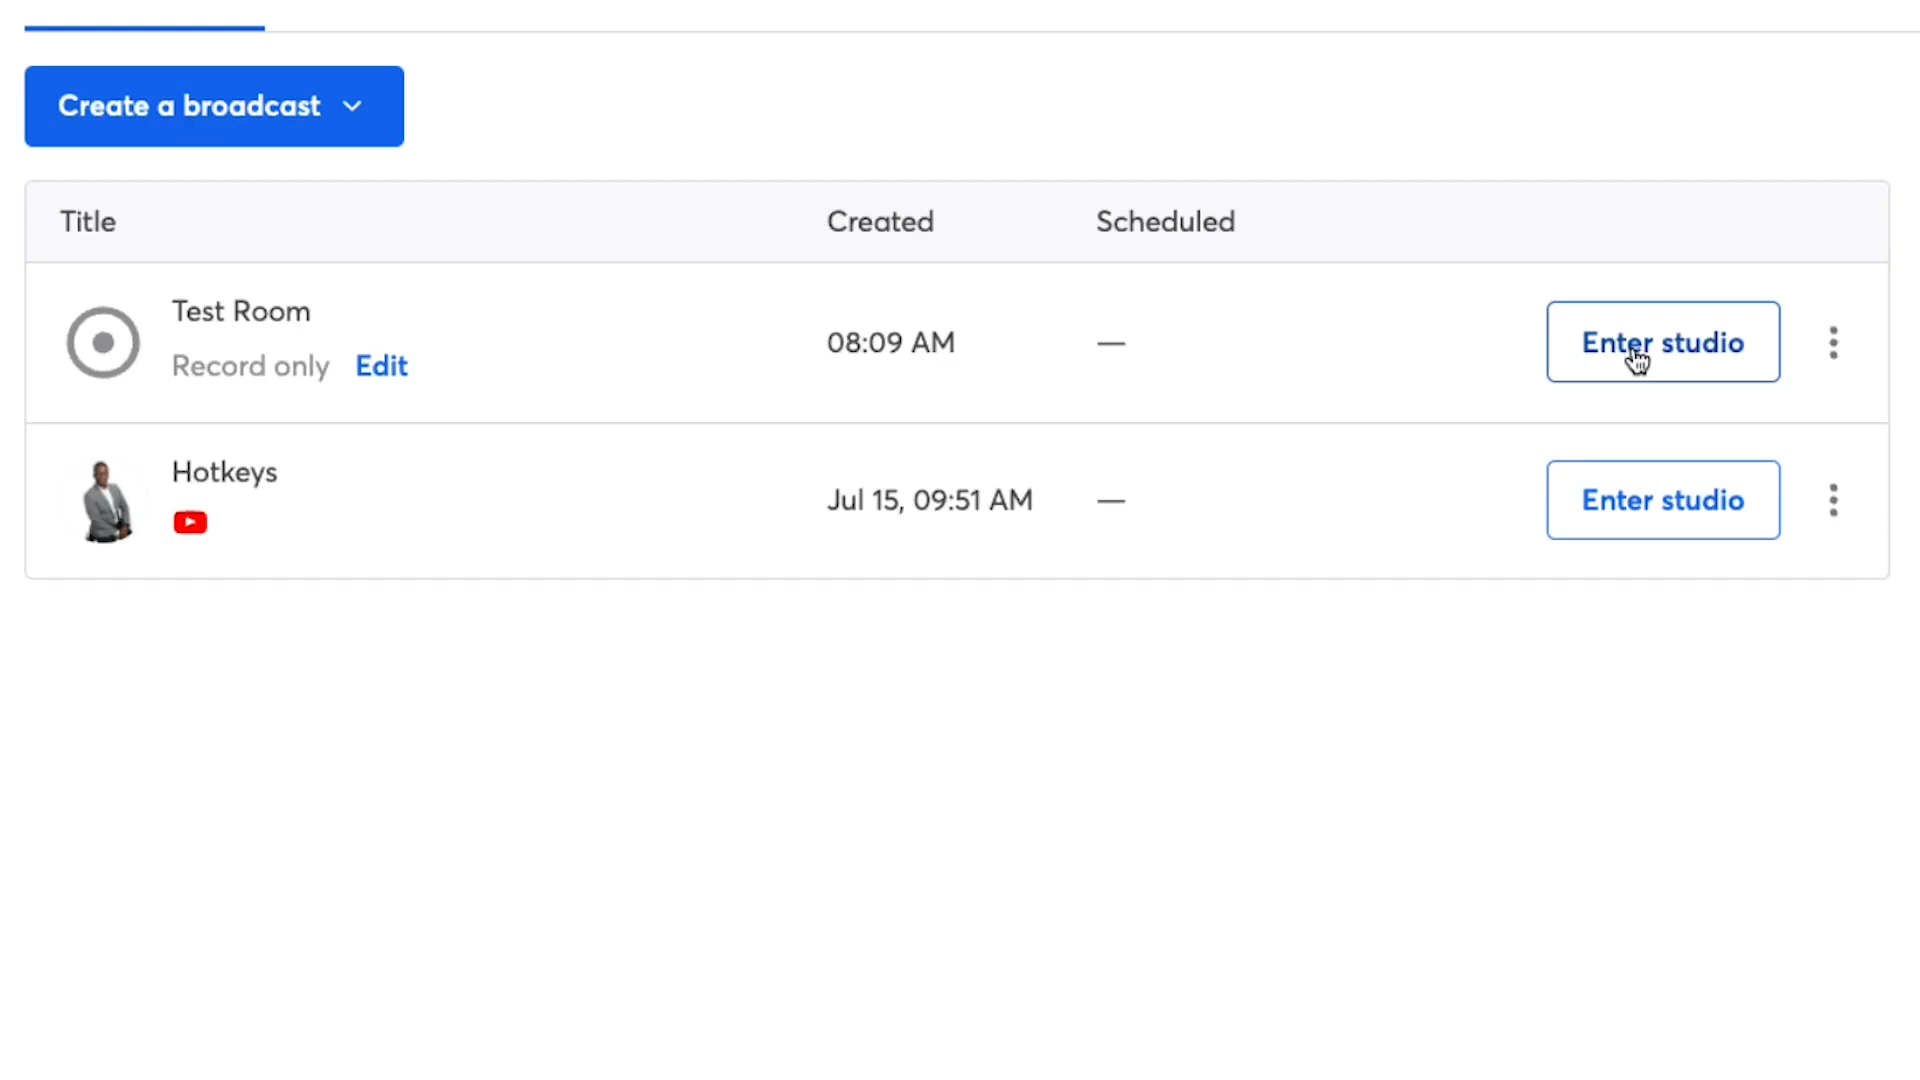 Create a broadcast
Title Created Scheduled
Test Room
Record only Edit
08:09 AM — Enter studio
Hotkeys
Jul 15, 09:51 AM — Enter studio